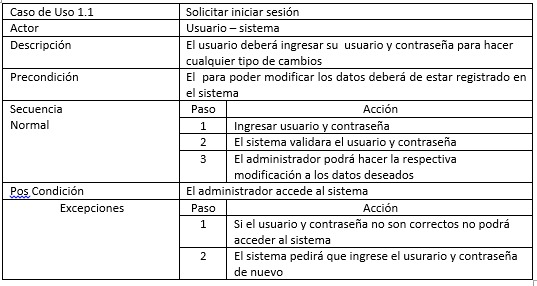 Caso de Uso 1.1 Solicitar iniciar sesión
Actor Usuario – sistema
Descripción El usuario deberá ingresar su usuario y contraseña para hacer
cualquier tipo de cambios
Precondición El para poder modificar los datos deberá de estar registrado en
el sistema
Secuencia Paso Acción
Normal 1 Ingresar usuario y contraseña
2 El sistema validara el usuario y contraseña
3 El administrador podrá hacer la respectiva
modificación a los datos deseados
Pos Condición El administrador accede al sistema
Excepciones Paso Acción
1 Si el usuario y contraseña no son correctos no podrá
acceder al sistema
2 El sistema pedirá que ingrese el usurario y contraseña
de nuevo